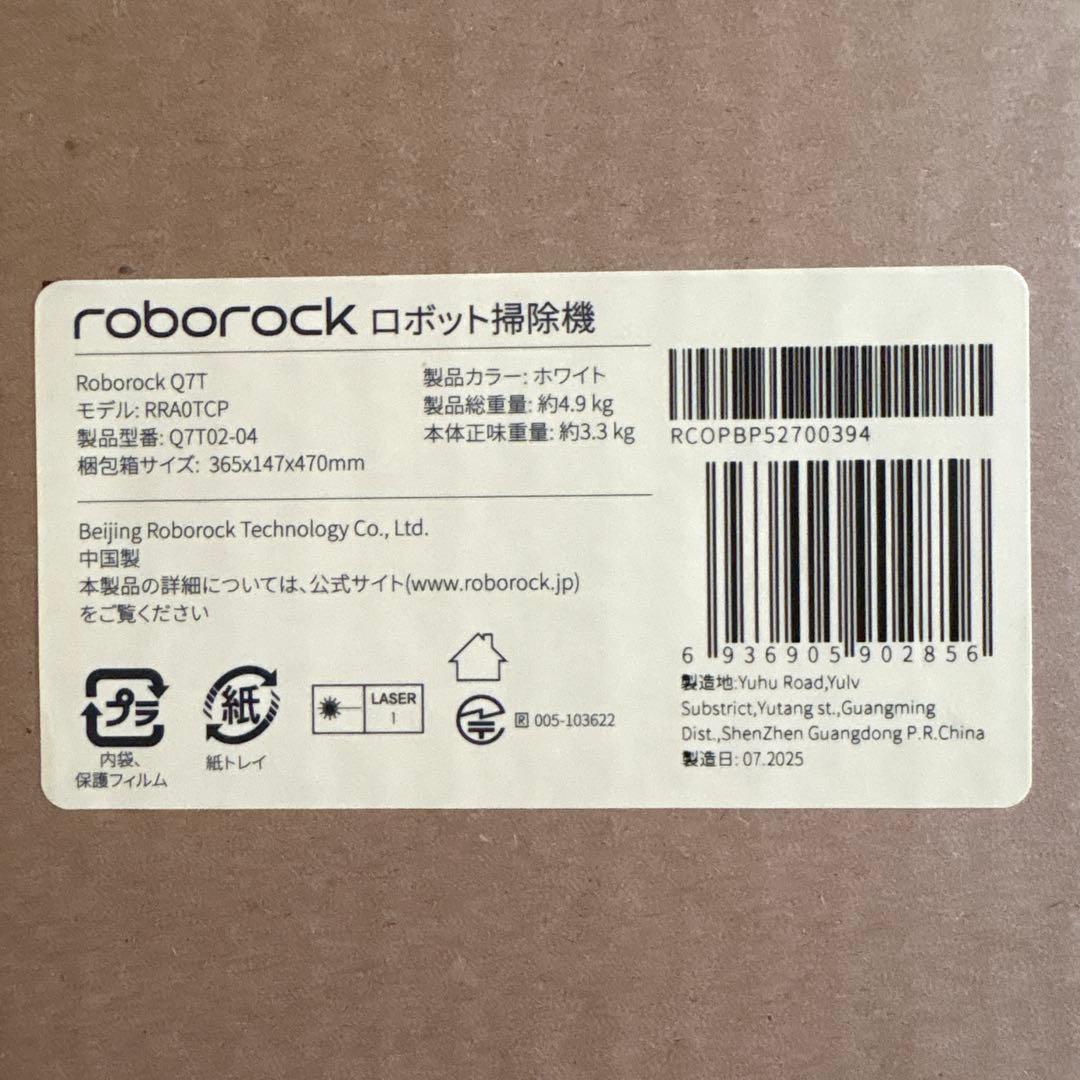 roborock ロボット掃除機
Roborock Q7T
モデル: RRA0TCP
製品型番: Q7T02-04
梱包箱サイズ: 365x147x470mm
製品カラー: ホワイト
製品総重量: 約4.9 kg
本体正味重量: 約3.3 kg
Beijing Roborock Technology Co., Ltd.
中国製
本製品の詳細については、公式サイト(www.roborock.jp)
をご覧ください
プラ
内袋、
保護フィルム
紙
紙トレイ
LASER
1
R 005-103622
RCOPBP52700394
6 936905 902856
製造地:Yuhu Road,Yulv
Substrict,Yutang st.,Guangming
Dist.,ShenZhen Guangdong P.R.China
製造日: 07.2025